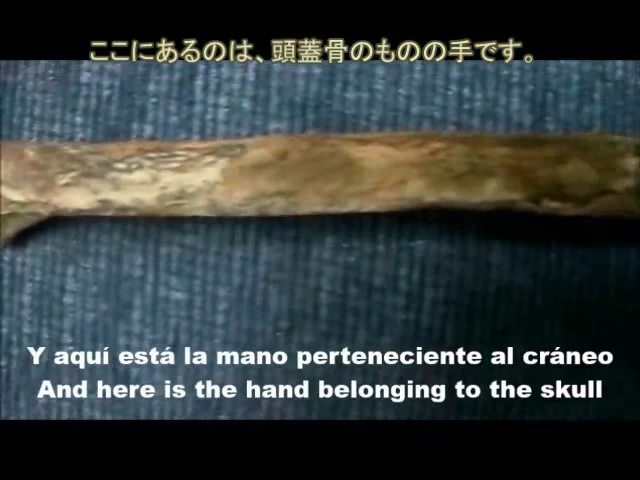 ここにあるのは、頭蓋骨のものの手です。
Y aquí está la mano perteneciente al cráneo
And here is the hand belonging to the skull